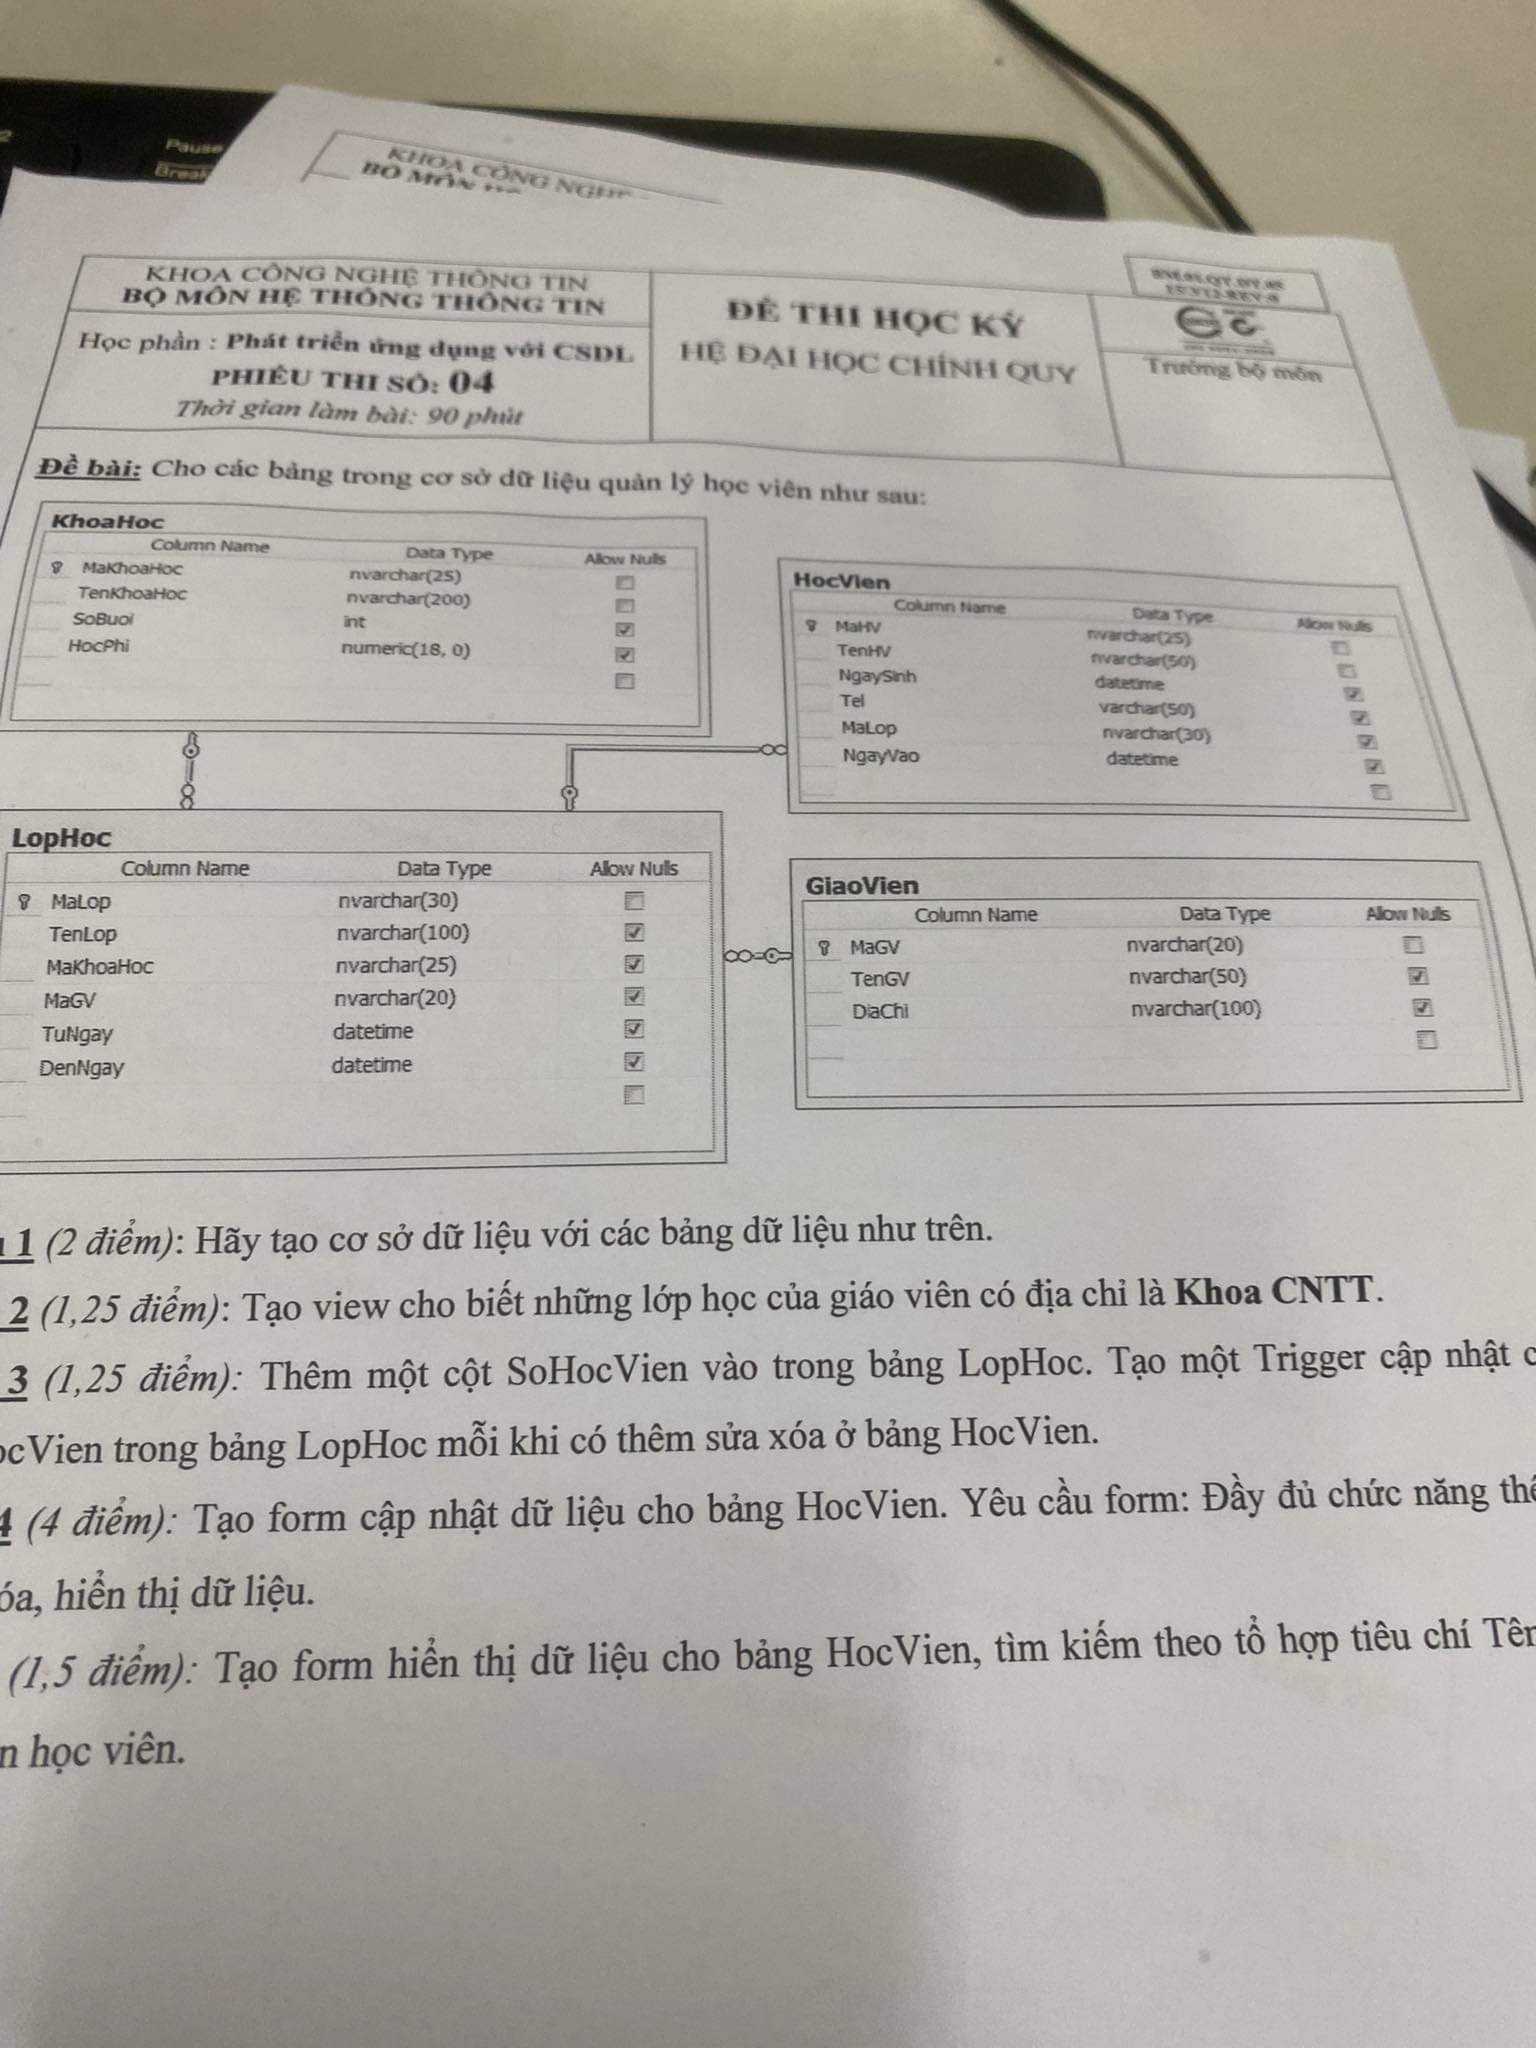 Pause
Break
KHOA CÔNG NGHỆ
BỘ MÔN
KHOA CÔNG NGHỆ THÔNG TIN
BỘ MÔN HỆ THỐNG THÔNG TIN
Học phần : Phát triển ứng dụng với CSDL
PHIẾU THI SỐ: 04
Thời gian làm bài: 90 phút
ĐỀ THI HỌC KỲ
HỆ ĐẠI HỌC CHÍNH QUY
Trưởng bộ môn
Đề bài: Cho các bảng trong cơ sở dữ liệu quản lý học viên như sau:
KhoaHoc
Column Name Data Type Allow Nulls
MaKhoaHoc nvarchar(25)
TenKhoaHoc nvarchar(200)
SoBuoi int
HocPhi numeric(18, 0)
HocVien
Column Name Data Type Allow Nulls
MaHV nvarchar(25)
TenHV nvarchar(50)
NgaySinh datetime
Tel varchar(50)
MaLop nvarchar(30)
NgayVao datetime
LopHoc
Column Name Data Type Allow Nulls
MaLop nvarchar(30)
TenLop nvarchar(100)
MaKhoaHoc nvarchar(25)
MaGV nvarchar(20)
TuNgay datetime
DenNgay datetime
GiaoVien
Column Name Data Type Allow Nulls
MaGV nvarchar(20)
TenGV nvarchar(50)
DiaChi nvarchar(100)
1 (2 điểm): Hãy tạo cơ sở dữ liệu với các bảng dữ liệu như trên.
2 (1,25 điểm): Tạo view cho biết những lớp học của giáo viên có địa chỉ là Khoa CNTT.
3 (1,25 điểm): Thêm một cột SoHocVien vào trong bảng LopHoc. Tạo một Trigger cập nhật c
ocVien trong bảng LopHoc mỗi khi có thêm sửa xóa ở bảng HocVien.
4 (4 điểm): Tạo form cập nhật dữ liệu cho bảng HocVien. Yêu cầu form: Đầy đủ chức năng thê
óa, hiển thị dữ liệu.
(1,5 điểm): Tạo form hiển thị dữ liệu cho bảng HocVien, tìm kiếm theo tổ hợp tiêu chí Tên
n học viên.